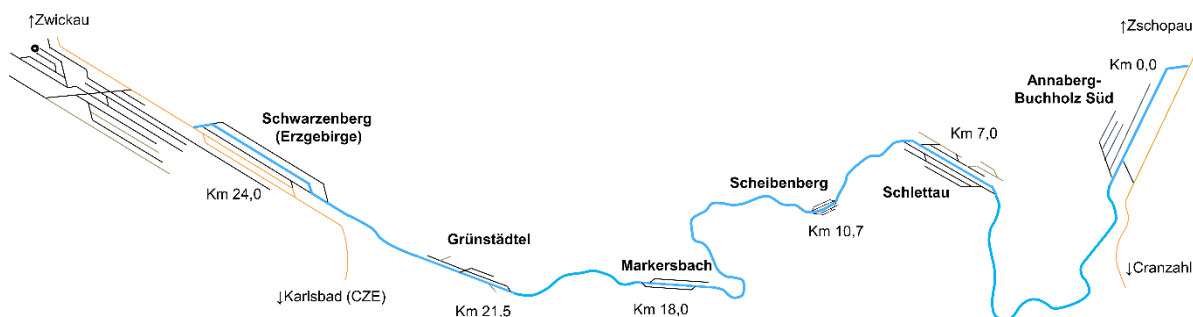 ↑Zwickau
Schwarzenberg
(Erzgebirge)
Km 24,0
↓Karlsbad (CZE)
Grünstädtel
Km 21,5
Markersbach
Km 18,0
Scheibenberg
Km 10,7
Km 7,0
Schlettau
↑Zschopau
Km 0,0
Annaberg-
Buchholz Süd
↓Cranzahl